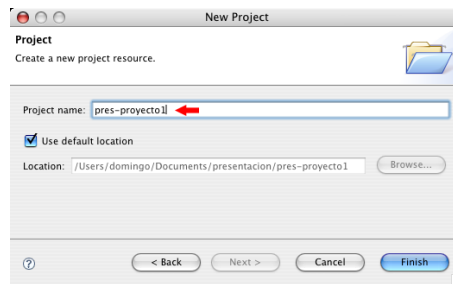 New Project
Project
Create a new project resource.
Project name: pres-proyecto1
Use default location
Location: /Users/domingo/Documents/presentacion/pres-proyecto1 Browse...
? < Back Next > Cancel Finish